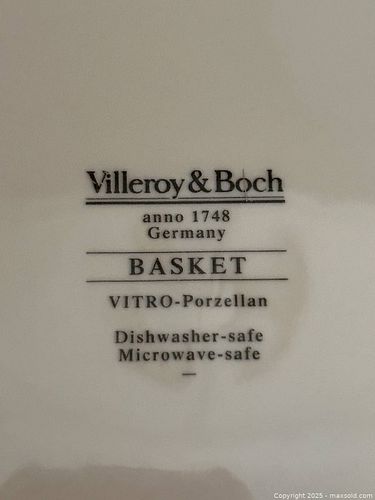 Villeroy & Boch
anno 1748
Germany
BASKET
VITRO-Porzellan
Dishwasher-safe
Microwave-safe
Copyright 2025 - maxsold.com